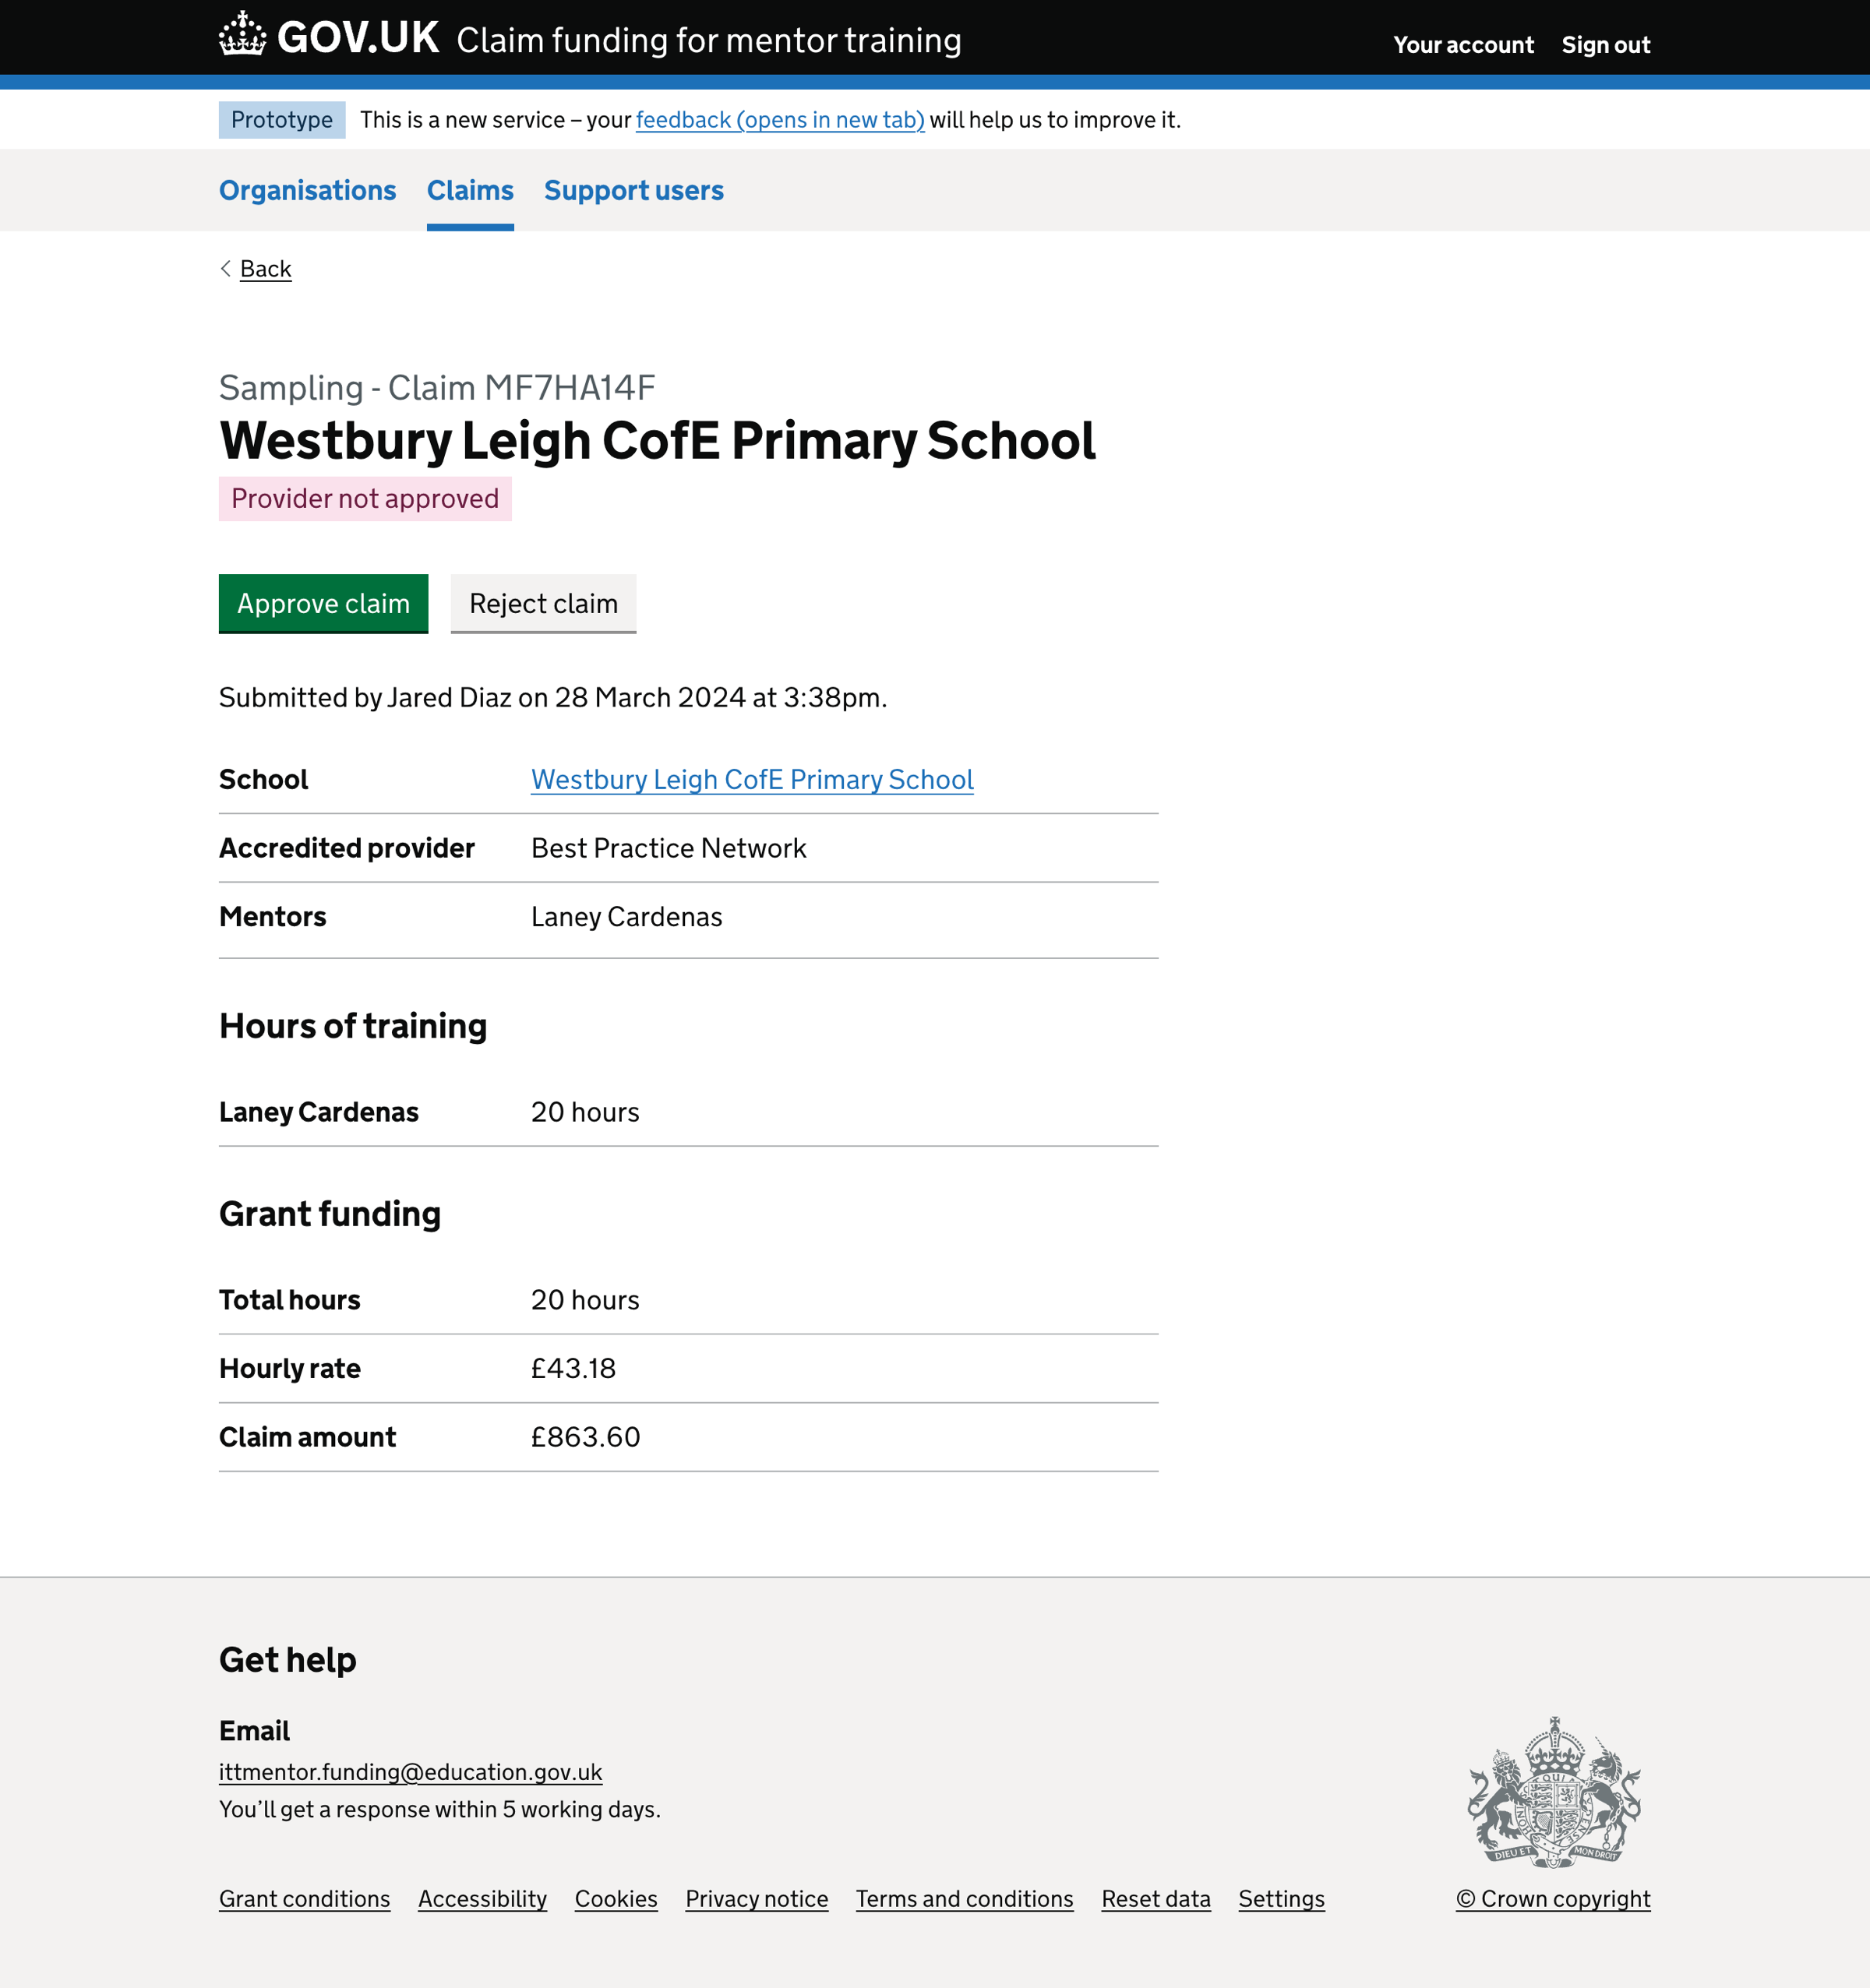 GOV.UK Claim funding for mentor training Your account Sign out
Prototype This is a new service – your feedback (opens in new tab) will help us to improve it.
Organisations Claims Support users
Back
Sampling - Claim MF7HA14F
Westbury Leigh CofE Primary School
Provider not approved
Approve claim Reject claim
Submitted by Jared Diaz on 28 March 2024 at 3:38pm.
School Westbury Leigh CofE Primary School
Accredited provider Best Practice Network
Mentors Laney Cardenas
Hours of training
Laney Cardenas 20 hours
Grant funding
Total hours 20 hours
Hourly rate £43.18
Claim amount £863.60
Get help
Email
ittmentor.funding@education.gov.uk
You’ll get a response within 5 working days.
DIEU ET MON DROIT
Grant conditions Accessibility Cookies Privacy notice Terms and conditions Reset data Settings © Crown copyright